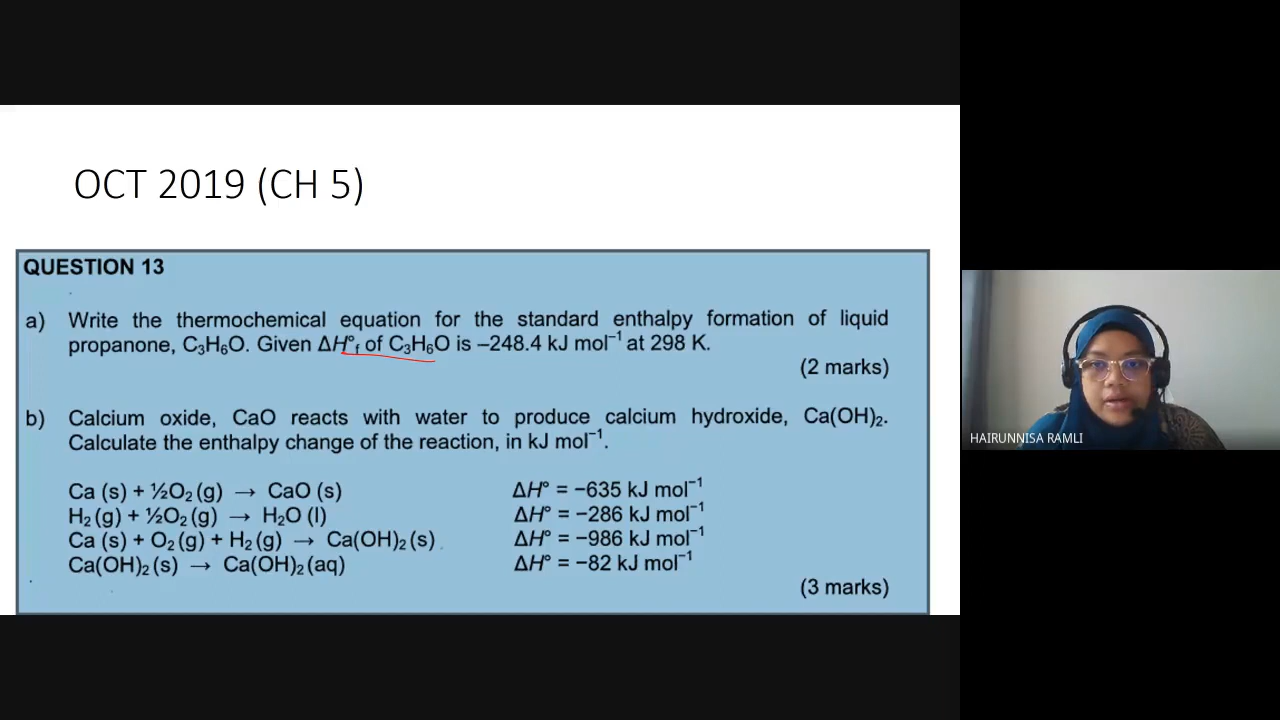 OCT 2019 (CH 5)
QUESTION 13
a) Write the thermochemical equation for the standard enthalpy formation of liquid
propanone, C₃H₆O. Given ΔH°f of C₃H₆O is –248.4 kJ mol⁻¹ at 298 K.
(2 marks)
b) Calcium oxide, CaO reacts with water to produce calcium hydroxide, Ca(OH)₂.
Calculate the enthalpy change of the reaction, in kJ mol⁻¹.
Ca (s) + ½O₂ (g) → CaO (s) ΔH° = −635 kJ mol⁻¹
H₂ (g) + ½O₂ (g) → H₂O (l) ΔH° = −286 kJ mol⁻¹
Ca (s) + O₂ (g) + H₂ (g) → Ca(OH)₂ (s) ΔH° = −986 kJ mol⁻¹
Ca(OH)₂ (s) → Ca(OH)₂ (aq) ΔH° = −82 kJ mol⁻¹
(3 marks)
HAIRUNNISA RAMLI